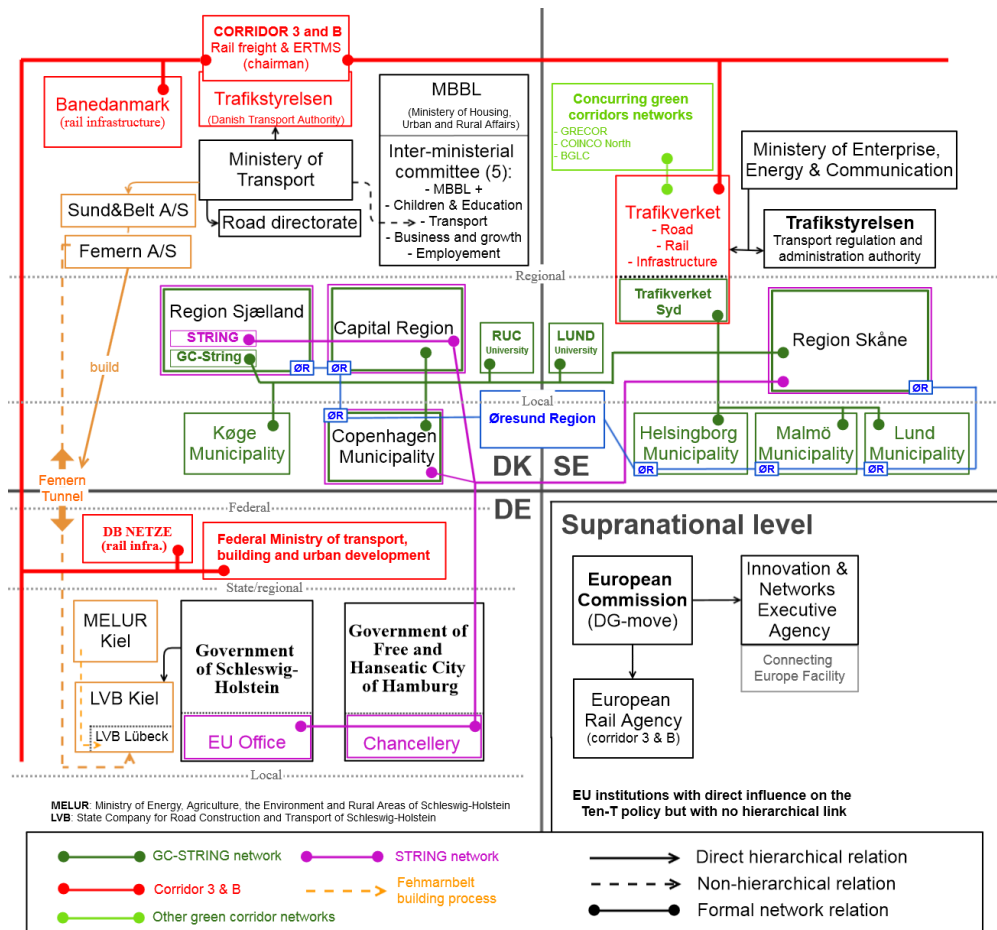 CORRIDOR 3 and B
Rail freight & ERTMS
(chairman)
Banedanmark
(rail infrastructure)
Trafikstyrelsen
(Danish Transport Authority)
MBBL
(Ministry of Housing,
Urban and Rural Affairs)
Inter-ministerial
committee (5):
- MBBL +
- Children & Education
- Transport
- Business and growth
- Employement
Ministry of
Transport
Sund&Belt A/S
Road directorate
Femern A/S
Concurring green
corridors networks
- GRECOR
- COINCO North
- BGLC
Ministry of Enterprise,
Energy & Communication
Trafikverket
- Road
- Rail
- Infrastructure
Trafikstyrelsen
Transport regulation and
administration authority
Regional
Trafikverket
Syd
Region Sjælland
STRING
GC-String
Capital Region
RUC
University
LUND
University
Region Skåne
ØR
ØR
ØR
build
Local
ØR
Øresund Region
Køge
Municipality
Copenhagen
Municipality
Helsingborg
Municipality
Malmö
Municipality
Lund
Municipality
ØR
ØR
ØR
DK
SE
Femern
Tunnel
DE
Federal
DB NETZE
(rail infra.)
Federal Ministry of transport,
building and urban development
State/regional
MELUR
Kiel
Government
of Schleswig-
Holstein
Government of
Free and
Hanseatic City
of Hamburg
LVB Kiel
LVB Lübeck
EU Office
Chancellery
Local
Supranational level
European
Commission
(DG-move)
Innovation &
Networks
Executive
Agency
Connecting
Europe Facility
European
Rail Agency
(corridor 3 & B)
EU institutions with direct influence on the
Ten-T policy but with no hierarchical link
MELUR: Ministry of Energy, Agriculture, the Environment and Rural Areas of Schleswig-Holstein
LVB: State Company for Road Construction and Transport of Schleswig-Holstein
GC-STRING network
STRING network
Direct hierarchical relation
Corridor 3 & B
Fehmarnbelt
building process
Non-hierarchical relation
Other green corridor networks
Formal network relation